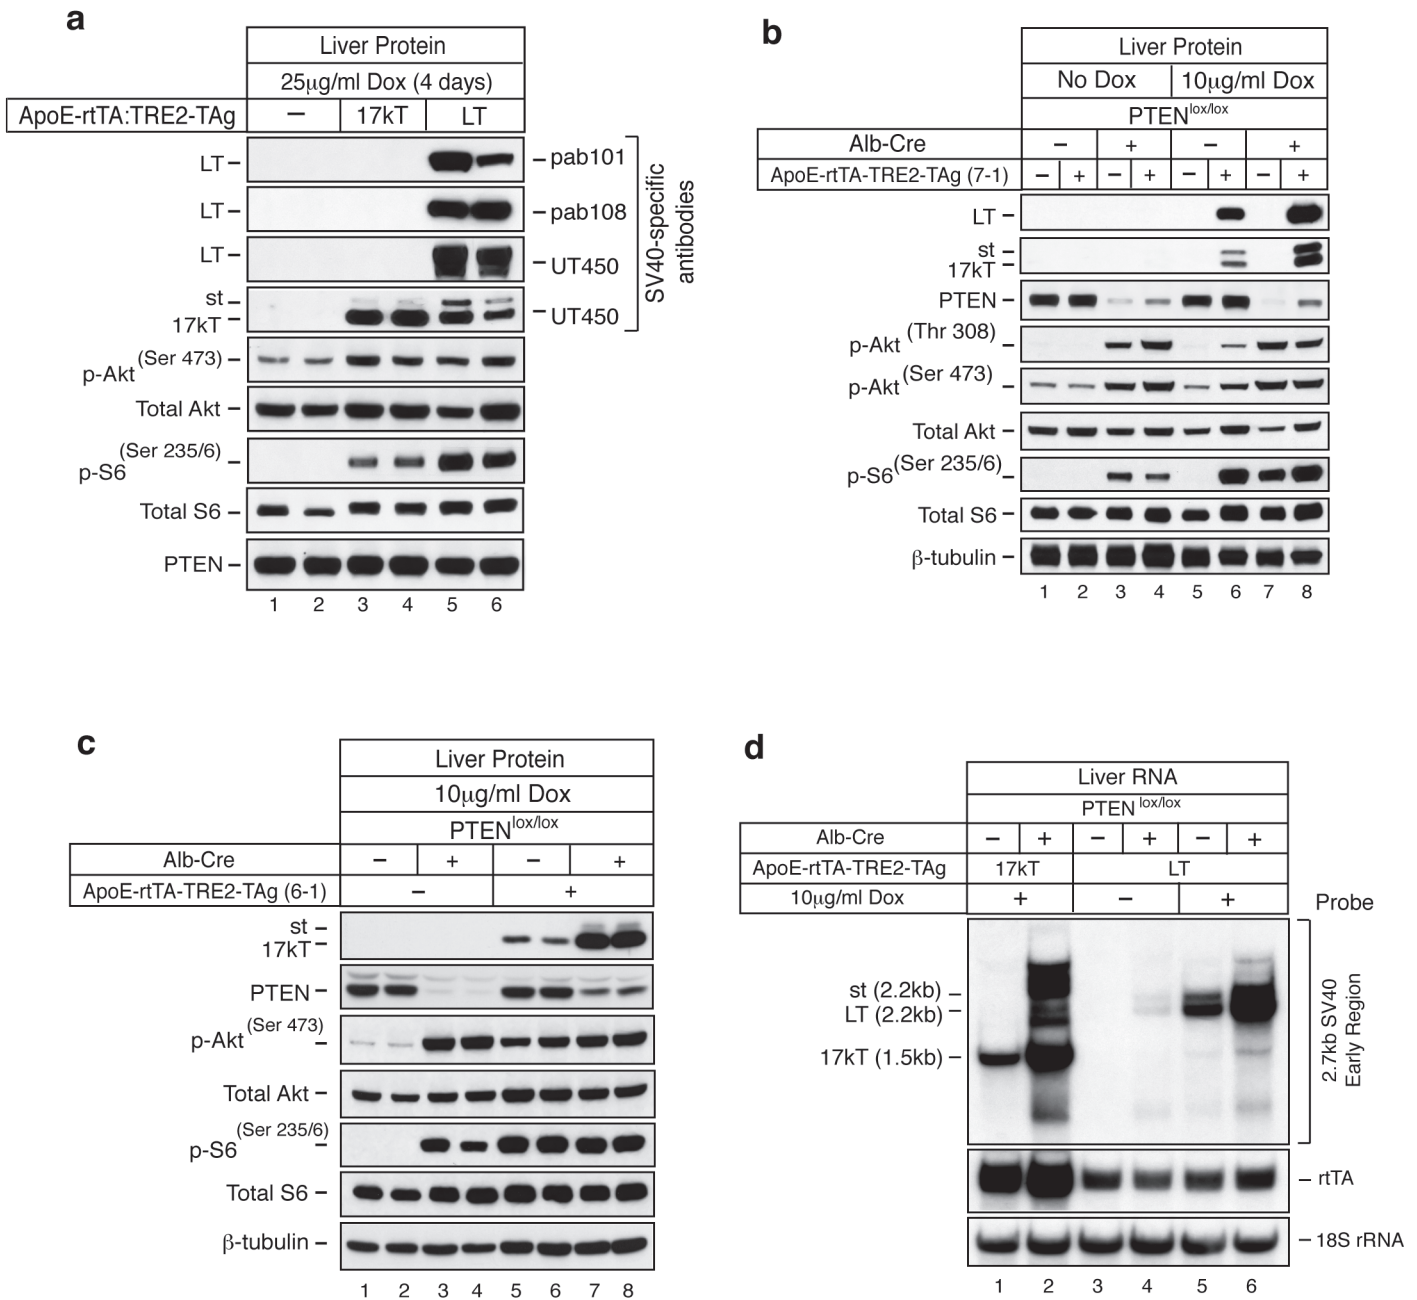 a
Liver Protein
25µg/ml Dox (4 days)
ApoE-rtTA:TRE2-TAg – 17kT LT
LT – – pab101
LT – – pab108
LT – – UT450
st –
17kT – – UT450
SV40-specific
antibodies
p-Akt (Ser 473) –
Total Akt –
p-S6 (Ser 235/6) –
Total S6 –
PTEN –
1 2 3 4 5 6
b
Liver Protein
No Dox 10µg/ml Dox
PTEN lox/lox
Alb-Cre – + – +
ApoE-rtTA-TRE2-TAg (7-1) – + – + – + – +
LT –
st –
17kT –
PTEN –
p-Akt (Thr 308) –
p-Akt (Ser 473) –
Total Akt –
p-S6 (Ser 235/6) –
Total S6 –
β-tubulin –
1 2 3 4 5 6 7 8
c
Liver Protein
10µg/ml Dox
PTEN lox/lox
Alb-Cre – + – +
ApoE-rtTA-TRE2-TAg (6-1) – +
st –
17kT –
PTEN –
p-Akt (Ser 473) –
Total Akt –
p-S6 (Ser 235/6) –
Total S6 –
β-tubulin –
1 2 3 4 5 6 7 8
d
Liver RNA
PTEN lox/lox
Alb-Cre – + – + – +
ApoE-rtTA-TRE2-TAg 17kT LT
10µg/ml Dox + – +
Probe
st (2.2kb) –
LT (2.2kb) –
17kT (1.5kb) –
2.7kb SV40
Early Region
– rtTA
– 18S rRNA
1 2 3 4 5 6